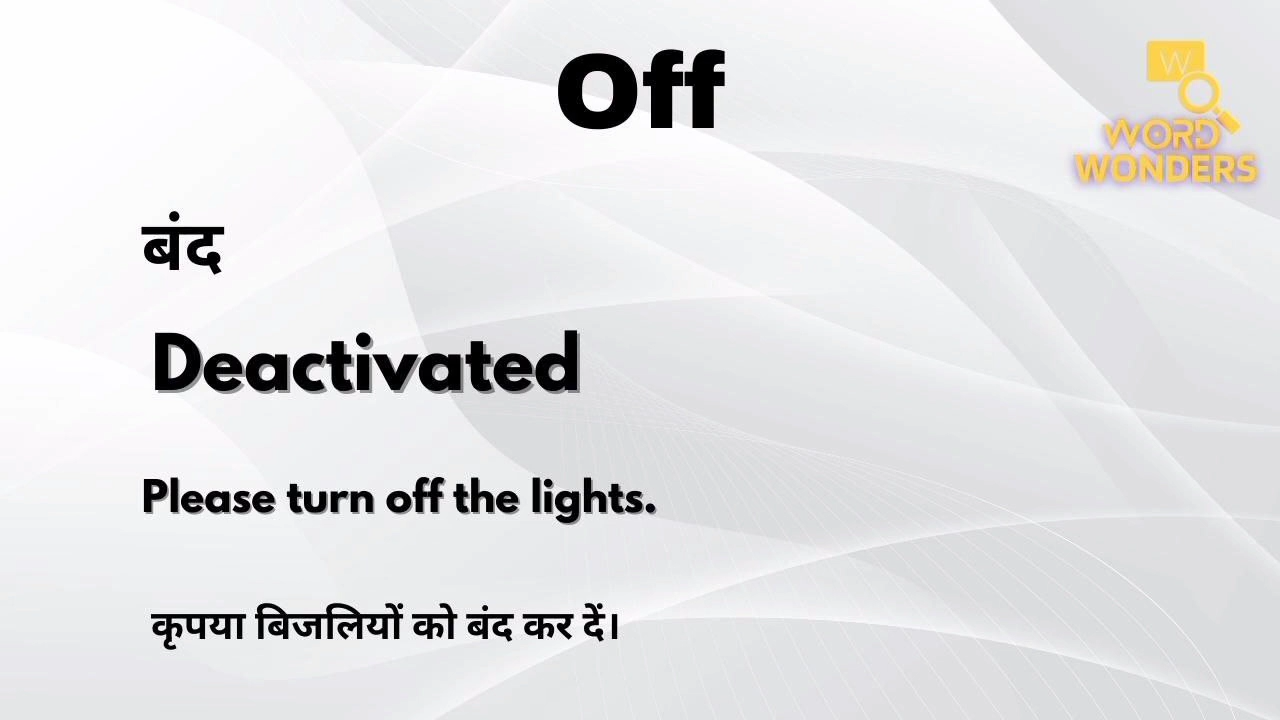 Off
W
WORD
WONDERS
बंद
Deactivated
Please turn off the lights.
कृपया बिजलियों को बंद कर दें।